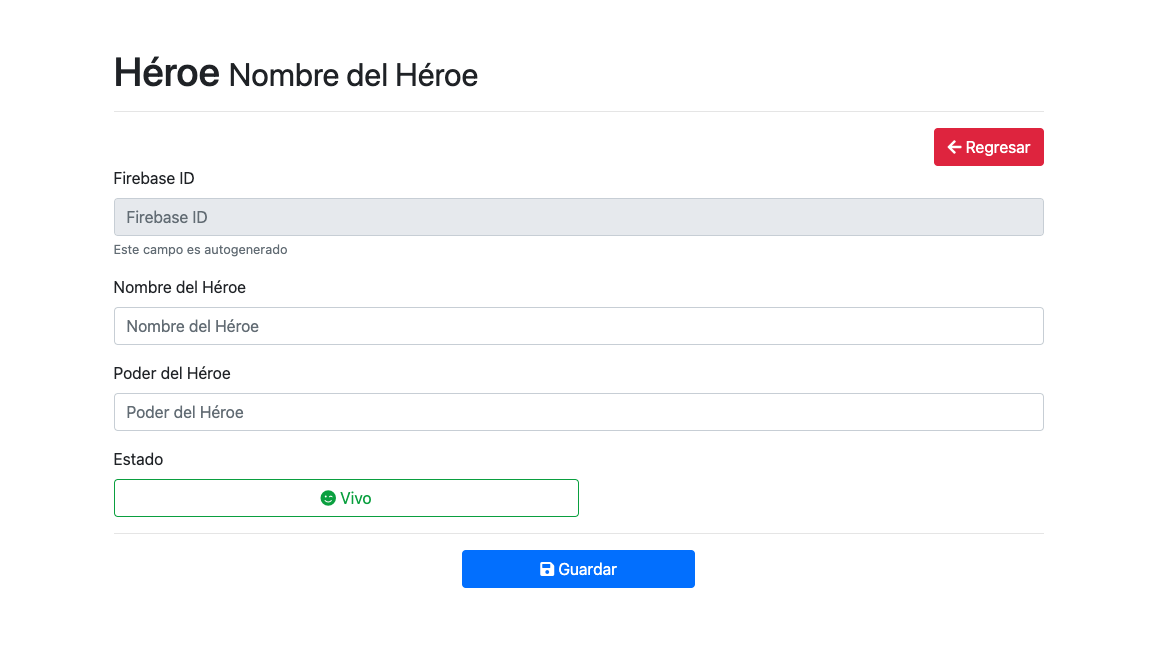 Héroe Nombre del Héroe
Regresar
Firebase ID
Firebase ID
Este campo es autogenerado
Nombre del Héroe
Nombre del Héroe
Poder del Héroe
Poder del Héroe
Estado
Vivo
Guardar